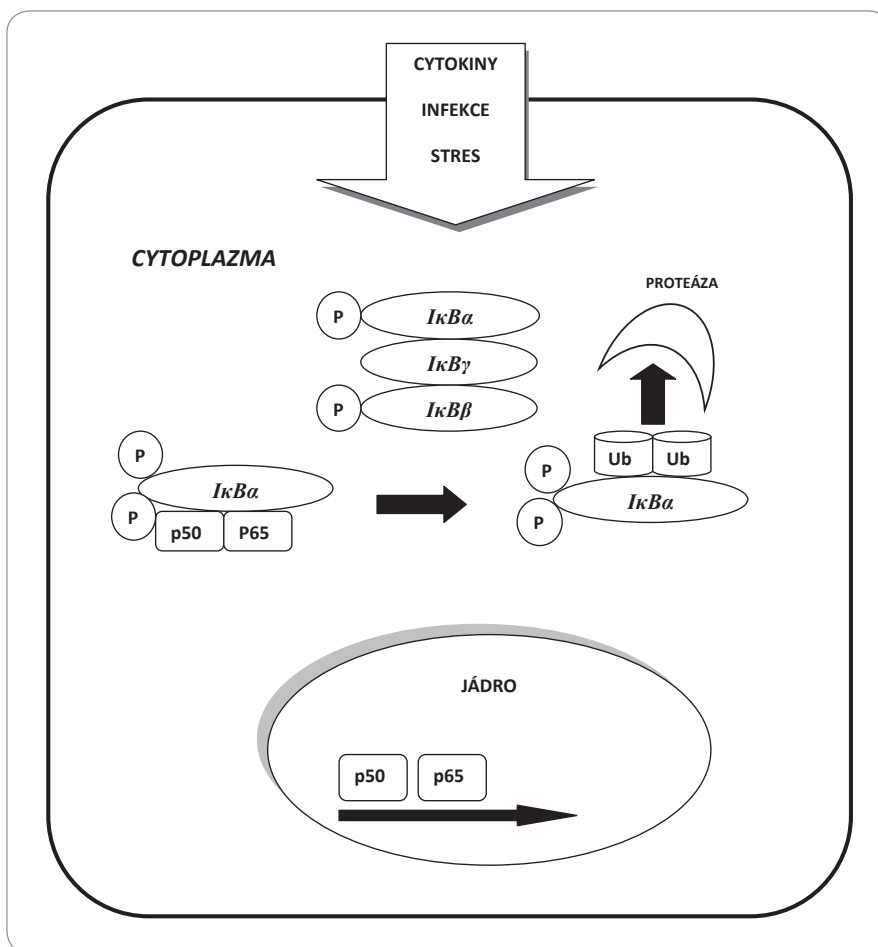 CYTOKINY
INFEKCE
STRES
CYTOPLAZMA
PROTEÁZA
P IκBα
IκBγ
P IκBβ
P
IκBα
P
p50 P65
Ub Ub
P
IκBα
P
JÁDRO
p50 p65